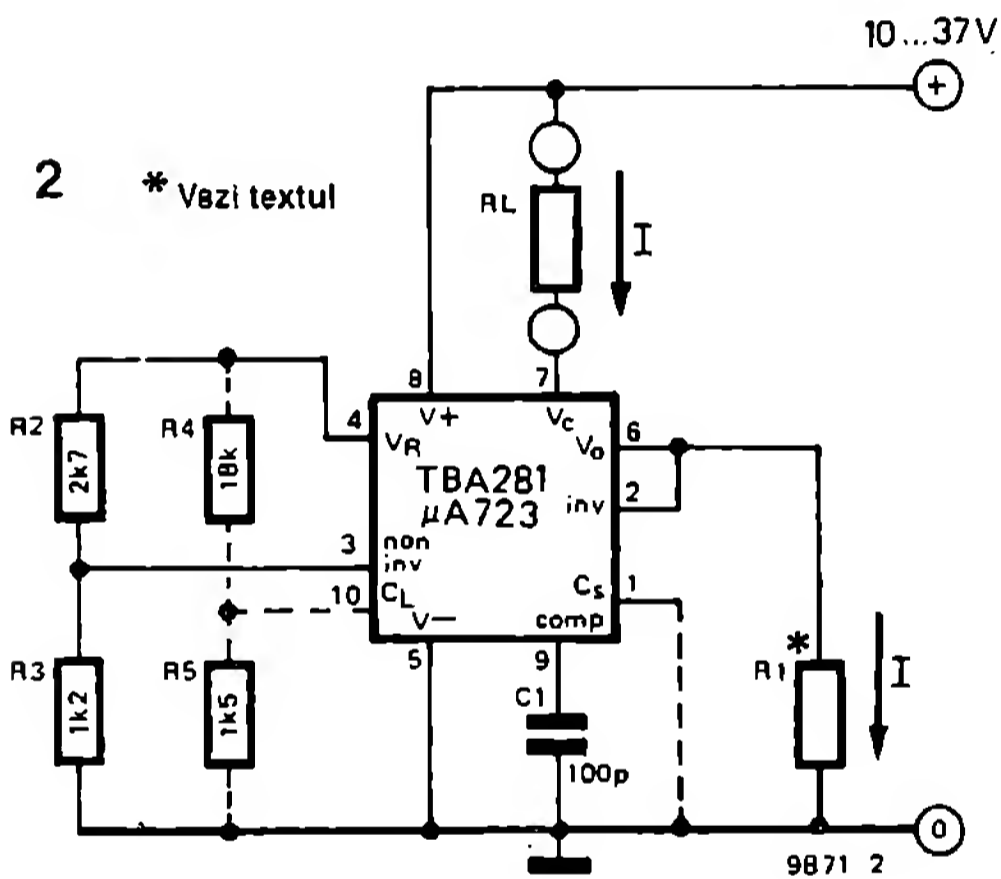 10...37V
+
2
* Vezi textul
RL
I
8
7
R2
2k7
R4
18k
4
V+
VC
6
VR
Vo
TBA281
µA723
2
inv
3
non
inv
10
CL
V—
Cs
1
comp
5
9
R3
1k2
R5
1k5
C1
100p
*
R1
I
0
9871 2